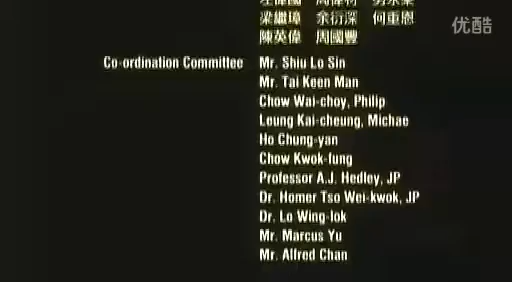 優酷
梁繼璋 余衍深 何重恩
陳英偉 周國豐
Co-ordination Committee Mr. Shiu Lo Sin
Mr. Tai Keen Man
Chow Wai-choy, Philip
Leung Kai-cheung, Michae
Ho Chung-yan
Chow Kwok-fung
Professor A.J. Hedley, JP
Dr. Homer Tso Wei-kwok, JP
Dr. Lo Wing-lok
Mr. Marcus Yu
Mr. Alfred Chan